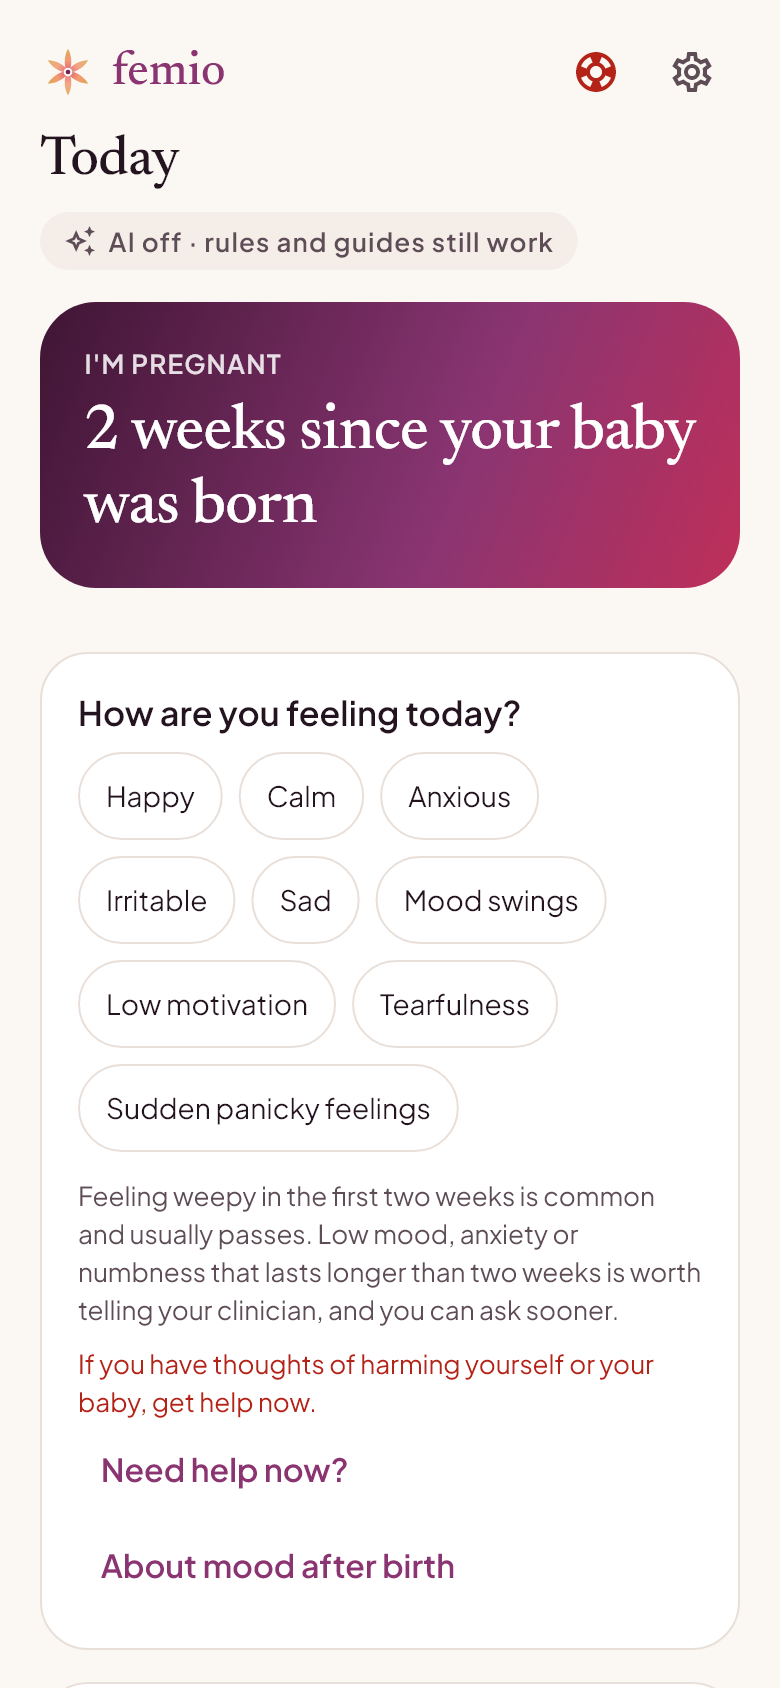 femio
Today
AI off · rules and guides still work
I'M PREGNANT
2 weeks since your baby
was born
How are you feeling today?
Happy
Calm
Anxious
Irritable
Sad
Mood swings
Low motivation
Tearfulness
Sudden panicky feelings
Feeling weepy in the first two weeks is common
and usually passes. Low mood, anxiety or
numbness that lasts longer than two weeks is worth
telling your clinician, and you can ask sooner.
If you have thoughts of harming yourself or your
baby, get help now.
Need help now?
About mood after birth